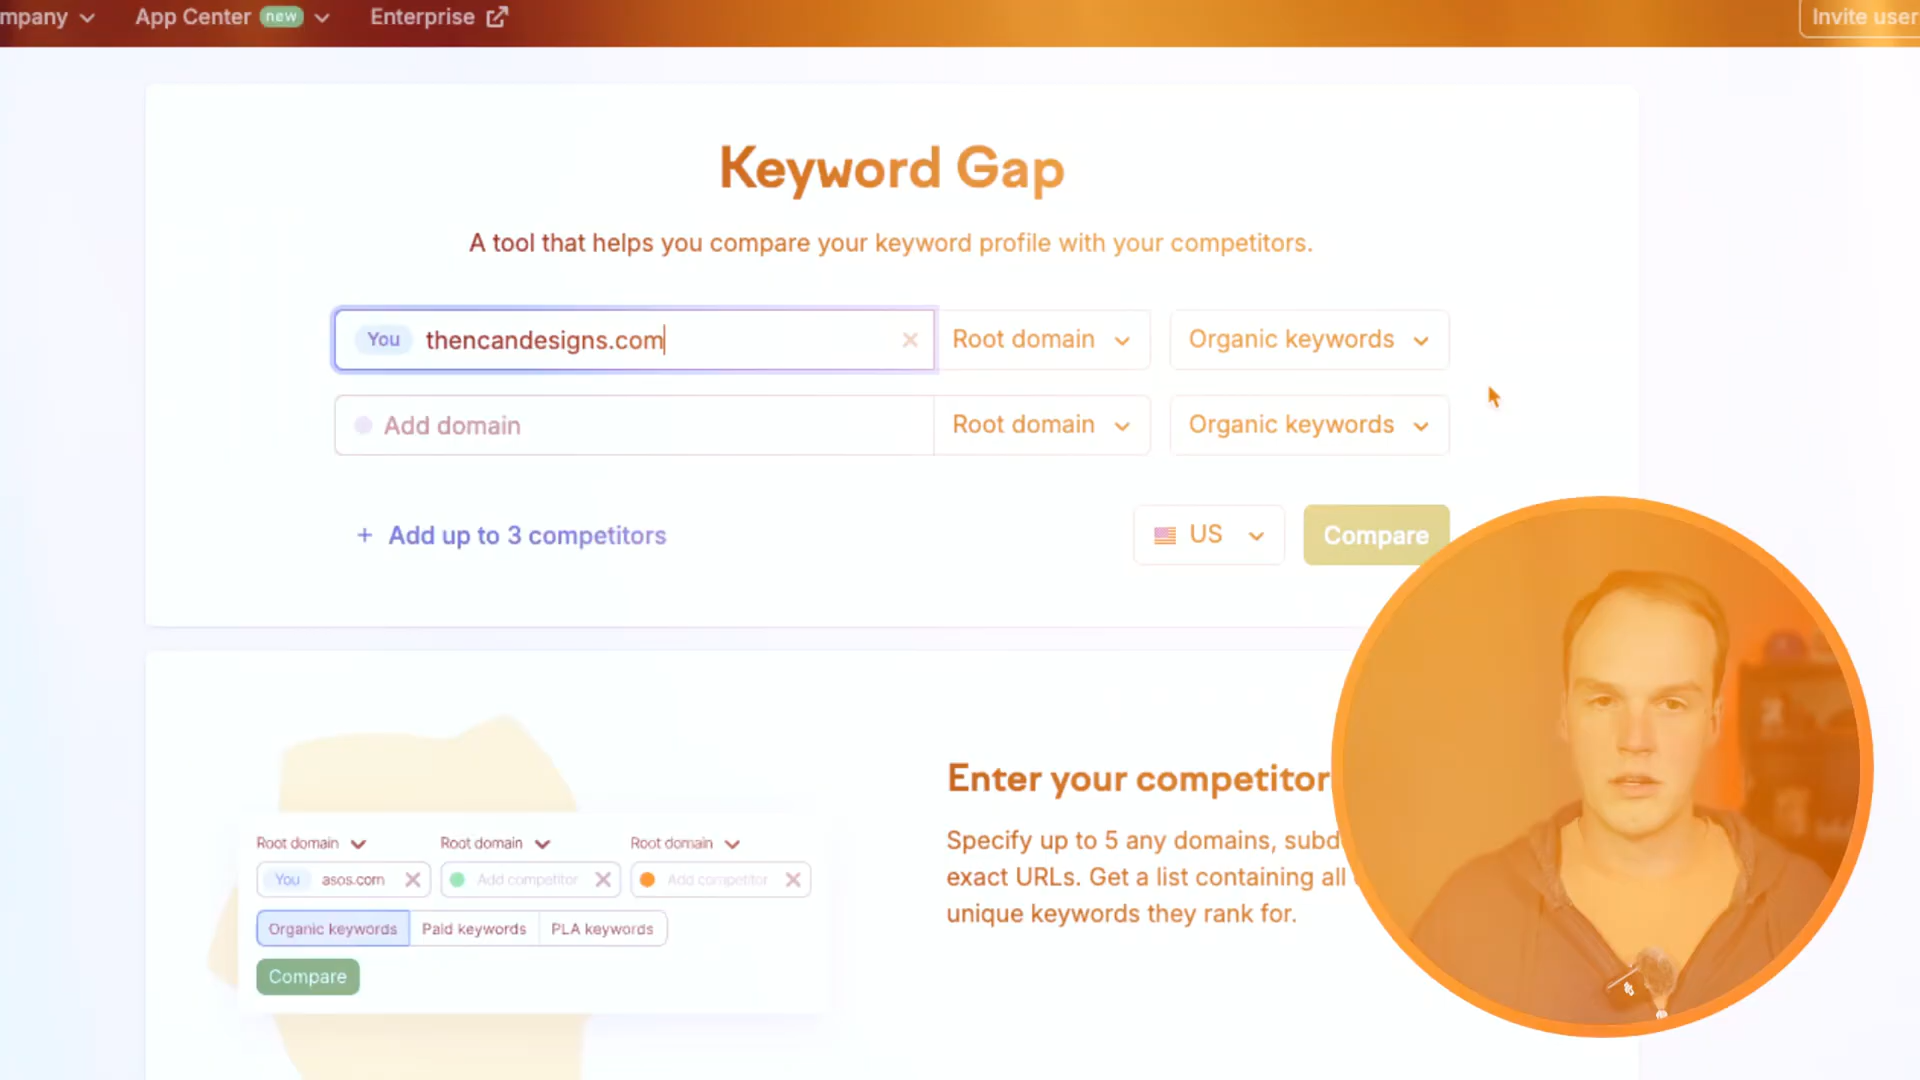 mpany
App Center new
Enterprise
Invite user
Keyword Gap
A tool that helps you compare your keyword profile with your competitors.
You thencandesigns.com Root domain Organic keywords
Add domain Root domain Organic keywords
+ Add up to 3 competitors US Compare
Enter your competitor
Specify up to 5 any domains, subd
exact URLs. Get a list containing all
unique keywords they rank for.
Root domain Root domain Root domain
You asos.com Add competitor Add competitor
Organic keywords Paid keywords PLA keywords
Compare